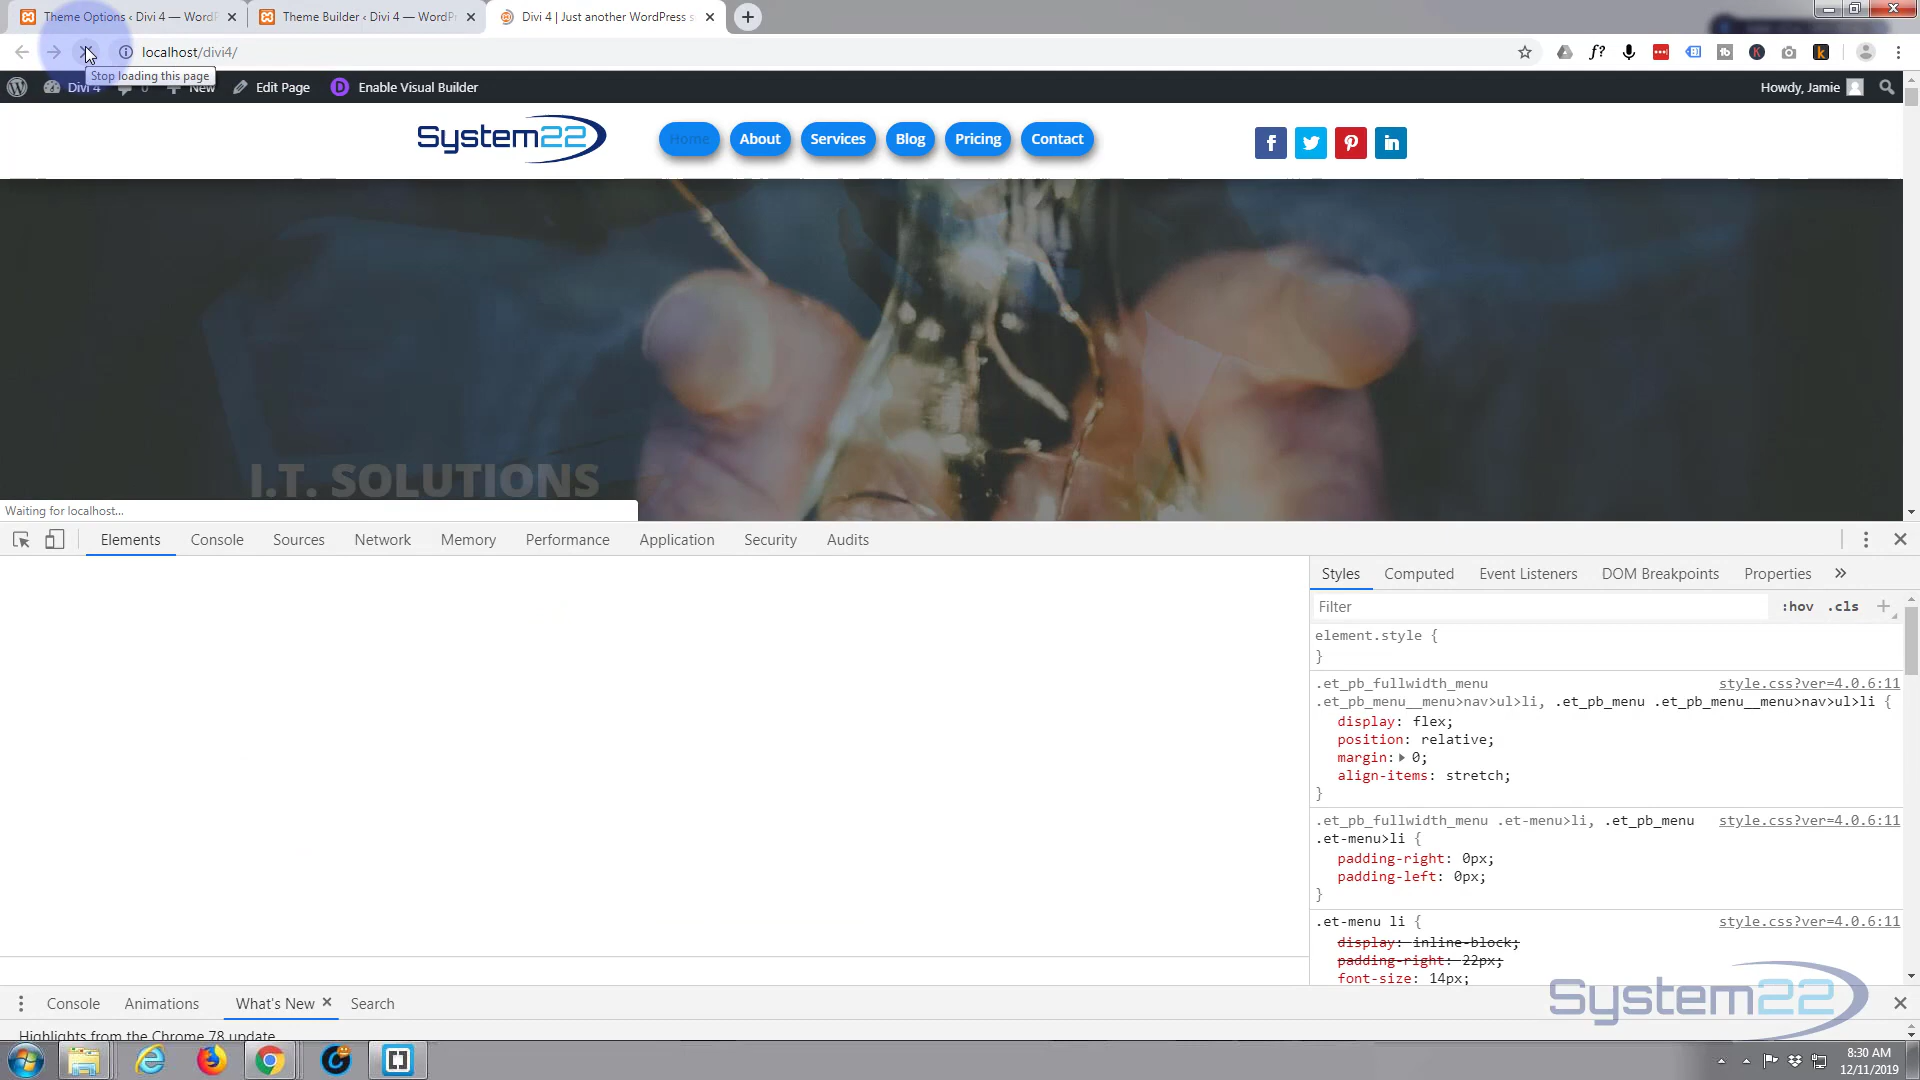 Theme Options ‹ Divi 4 — WordP
Theme Builder ‹ Divi 4 — WordPr
Divi 4 | Just another WordPress s
localhost/divi4/
f?
Stop loading this page
Divi 4
0
New
Edit Page
D
Enable Visual Builder
Howdy, Jamie
System22
Home
About
Services
Blog
Pricing
Contact
I.T. SOLUTIONS
Waiting for localhost...
Elements
Console
Sources
Network
Memory
Performance
Application
Security
Audits
Styles
Computed
Event Listeners
DOM Breakpoints
Properties
»
Filter
:hov
.cls
+
element.style {
}
.et_pb_fullwidth_menu style.css?ver=4.0.6:11
.et_pb_menu__menu>nav>ul>li, .et_pb_menu .et_pb_menu__menu>nav>ul>li {
display: flex;
position: relative;
margin: 0;
align-items: stretch;
}
.et_pb_fullwidth_menu .et-menu>li, .et_pb_menu style.css?ver=4.0.6:11
.et-menu>li {
padding-right: 0px;
padding-left: 0px;
}
.et-menu li { style.css?ver=4.0.6:11
display: inline-block;
padding-right: 22px;
font-size: 14px;
System22
Console
Animations
What's New
Search
Highlights from the Chrome 78 update
8:30 AM
12/11/2019